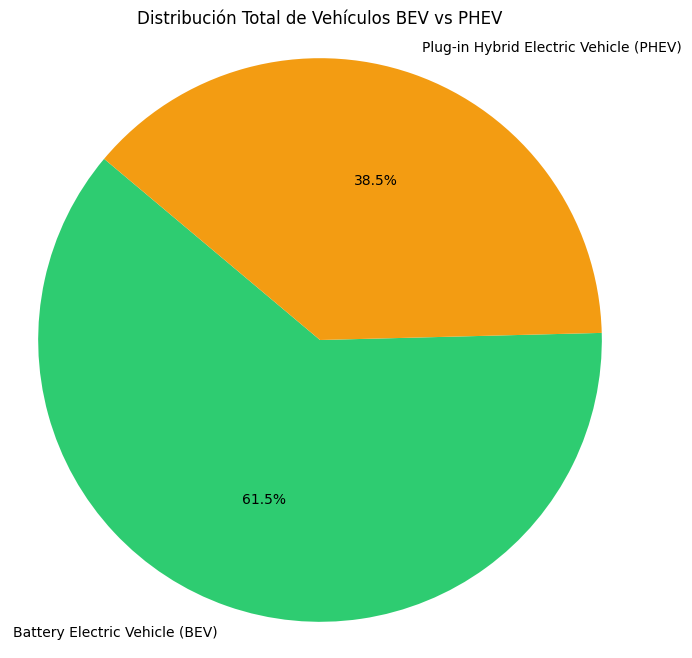 Distribución Total de Vehículos BEV vs PHEV
Plug-in Hybrid Electric Vehicle (PHEV)
38.5%
61.5%
Battery Electric Vehicle (BEV)